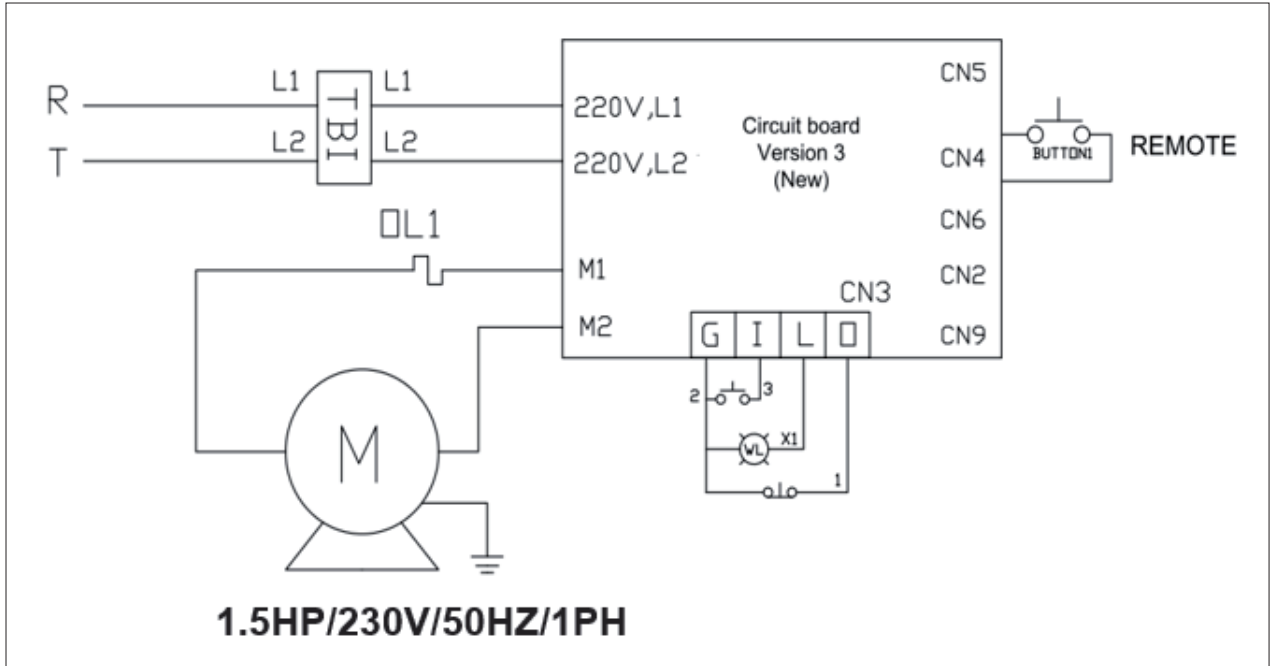 R
T
L1
L2
TB1
L1
L2
220V,L1
220V,L2
Circuit board
Version 3
(New)
CN5
CN4
CN6
CN2
CN9
BUTTON1
REMOTE
OL1
M1
M2
CN3
G I L O
2
3
WL
X1
1
M
1.5HP/230V/50HZ/1PH